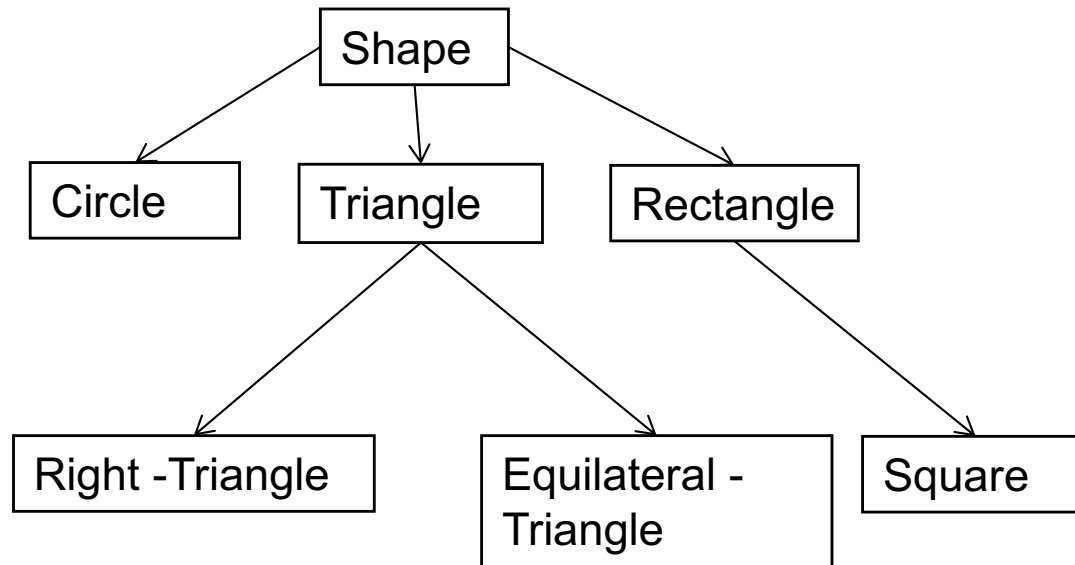 Shape
Circle
Triangle
Rectangle
Right -Triangle
Equilateral -
Triangle
Square